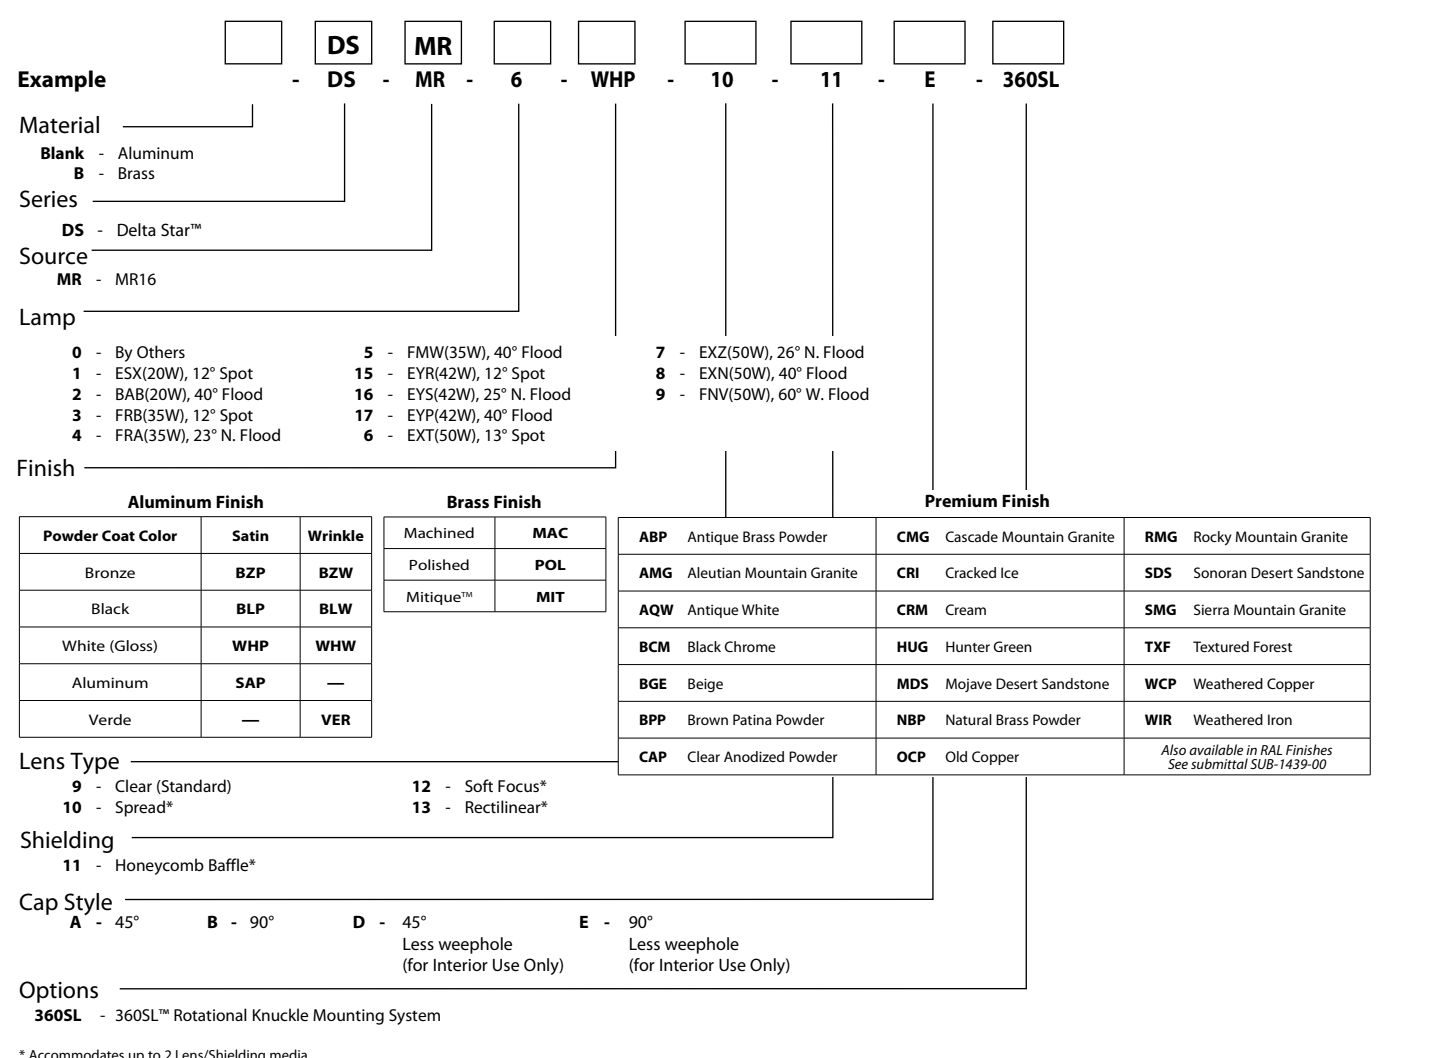 DS MR
Example - DS - MR - 6 - WHP - 10 - 11 - E - 360SL
Material
Blank - Aluminum
B - Brass
Series
DS - Delta Star™
Source
MR - MR16
Lamp
0 - By Others 5 - FMW(35W), 40° Flood 7 - EXZ(50W), 26° N. Flood
1 - ESX(20W), 12° Spot 15 - EYR(42W), 12° Spot 8 - EXN(50W), 40° Flood
2 - BAB(20W), 40° Flood 16 - EYS(42W), 25° N. Flood 9 - FNV(50W), 60° W. Flood
3 - FRB(35W), 12° Spot 17 - EYP(42W), 40° Flood
4 - FRA(35W), 23° N. Flood 6 - EXT(50W), 13° Spot
Finish
Aluminum Finish
Powder Coat Color Satin Wrinkle
Bronze BZP BZW
Black BLP BLW
White (Gloss) WHP WHW
Aluminum SAP —
Verde — VER
Brass Finish
Machined MAC
Polished POL
Mitique™ MIT
Premium Finish
ABP Antique Brass Powder CMG Cascade Mountain Granite RMG Rocky Mountain Granite
AMG Aleutian Mountain Granite CRI Cracked Ice SDS Sonoran Desert Sandstone
AQW Antique White CRM Cream SMG Sierra Mountain Granite
BCM Black Chrome HUG Hunter Green TXF Textured Forest
BGE Beige MDS Mojave Desert Sandstone WCP Weathered Copper
BPP Brown Patina Powder NBP Natural Brass Powder WIR Weathered Iron
CAP Clear Anodized Powder OCP Old Copper Also available in RAL Finishes
See submittal SUB-1439-00
Lens Type
9 - Clear (Standard) 12 - Soft Focus*
10 - Spread* 13 - Rectilinear*
Shielding
11 - Honeycomb Baffle*
Cap Style
A - 45° B - 90° D - 45° E - 90°
Less weephole Less weephole
(for Interior Use Only) (for Interior Use Only)
Options
360SL - 360SL™ Rotational Knuckle Mounting System
* Accommodates up to 2 Lens/Shielding media